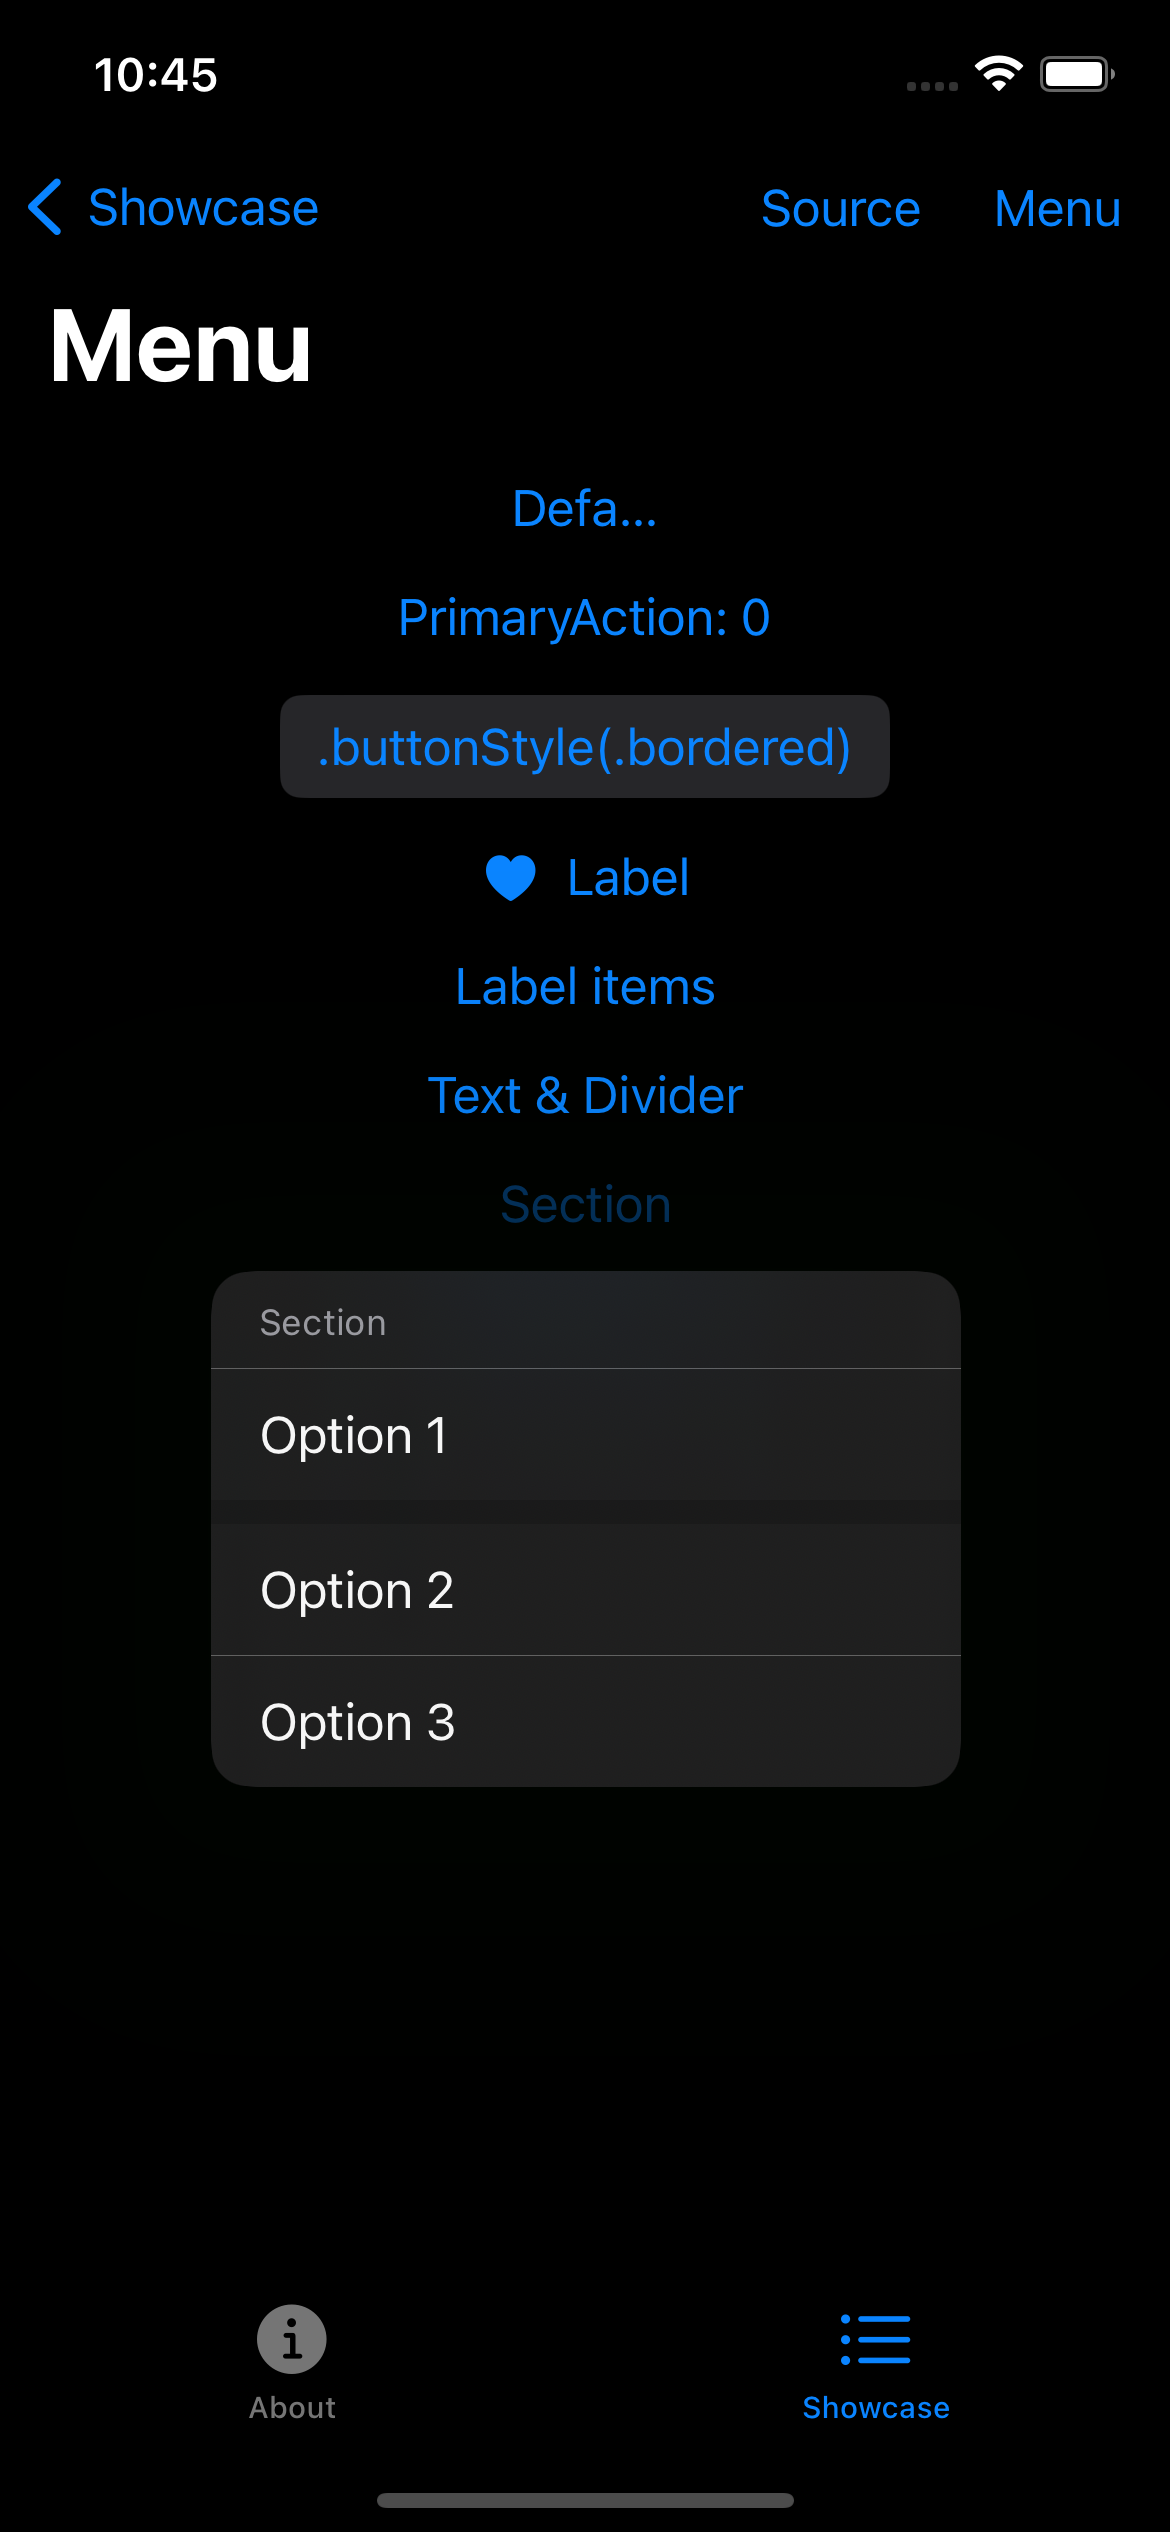 10:45
Showcase
Source
Menu
Menu
Defa...
PrimaryAction: 0
.buttonStyle(.bordered)
Label
Label items
Text & Divider
Section
Section
Option 1
Option 2
Option 3
About
Showcase